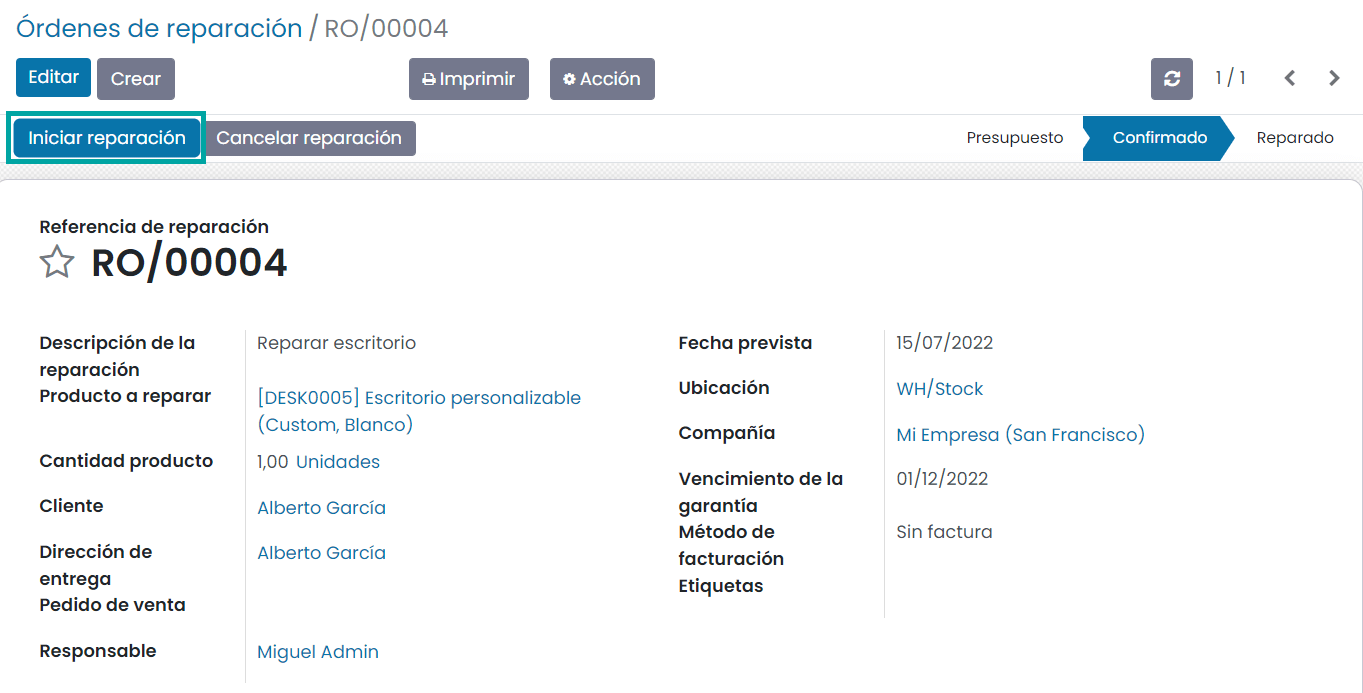 Órdenes de reparación / RO/00004
Editar Crear Imprimir Acción 1 / 1
Iniciar reparación Cancelar reparación Presupuesto Confirmado Reparado
Referencia de reparación
RO/00004
Descripción de la
reparación
Reparar escritorio
Producto a reparar
[DESK0005] Escritorio personalizable
(Custom, Blanco)
Cantidad producto
1,00 Unidades
Cliente
Alberto García
Dirección de
entrega
Alberto García
Pedido de venta
Responsable
Miguel Admin
Fecha prevista
15/07/2022
Ubicación
WH/Stock
Compañía
Mi Empresa (San Francisco)
Vencimiento de la
garantía
01/12/2022
Método de
facturación
Sin factura
Etiquetas